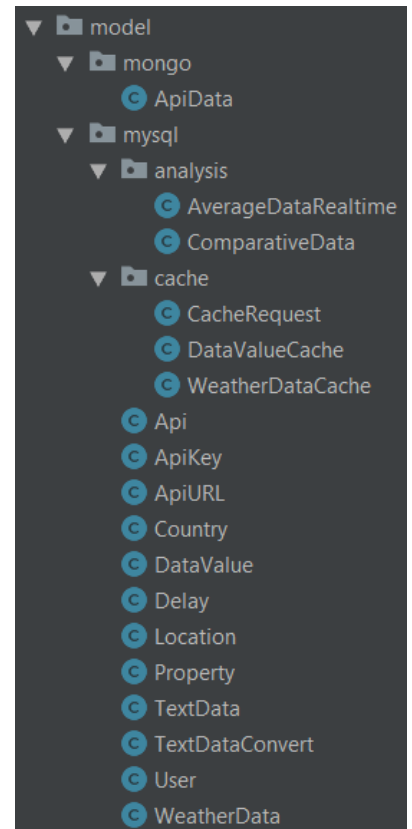 model
mongo
C ApiData
mysql
analysis
C AverageDataRealtime
C ComparativeData
cache
C CacheRequest
C DataValueCache
C WeatherDataCache
C Api
C ApiKey
C ApiURL
C Country
C DataValue
C Delay
C Location
C Property
C TextData
C TextDataConvert
C User
C WeatherData